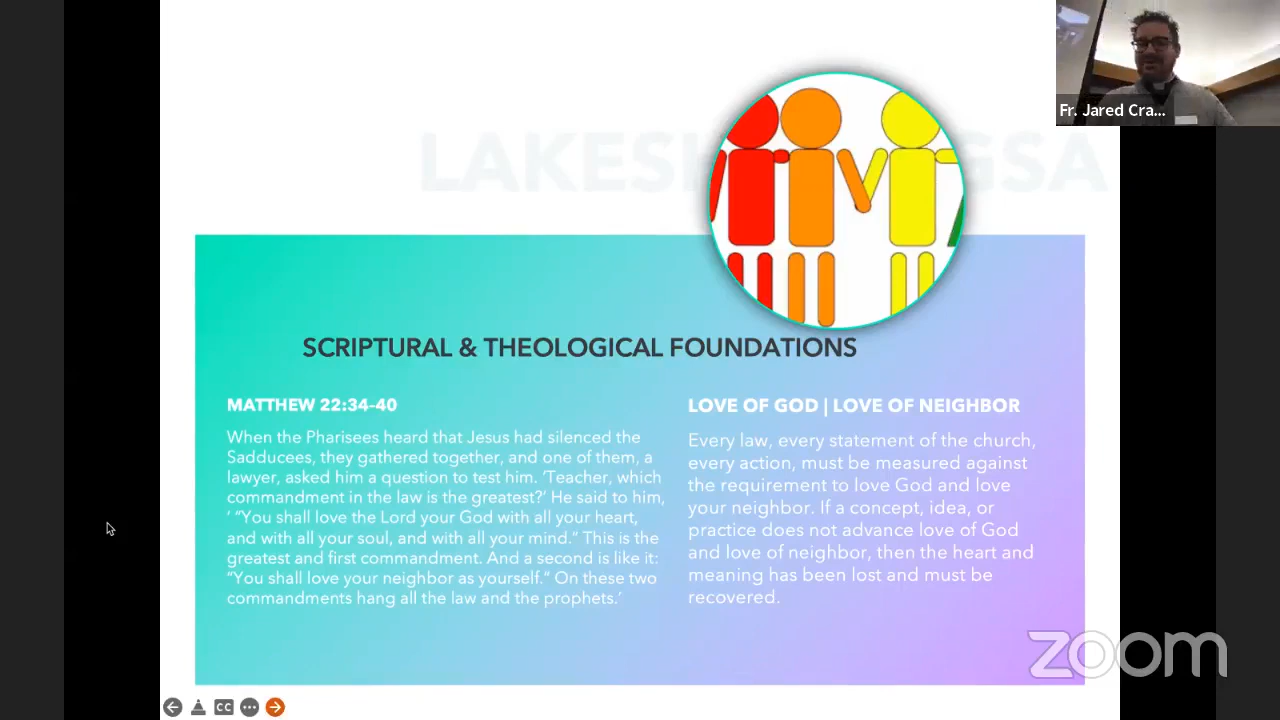 Fr. Jared Cra...
LAKES GSA
SCRIPTURAL & THEOLOGICAL FOUNDATIONS
MATTHEW 22:34-40
When the Pharisees heard that Jesus had silenced the
Sadducees, they gathered together, and one of them, a
lawyer, asked him a question to test him. ‘Teacher, which
commandment in the law is the greatest?’ He said to him,
‘ “You shall love the Lord your God with all your heart,
and with all your soul, and with all your mind.” This is the
greatest and first commandment. And a second is like it:
“You shall love your neighbor as yourself.” On these two
commandments hang all the law and the prophets.’
LOVE OF GOD | LOVE OF NEIGHBOR
Every law, every statement of the church,
every action, must be measured against
the requirement to love God and love
your neighbor. If a concept, idea, or
practice does not advance love of God
and love of neighbor, then the heart and
meaning has been lost and must be
recovered.
zoom
CC